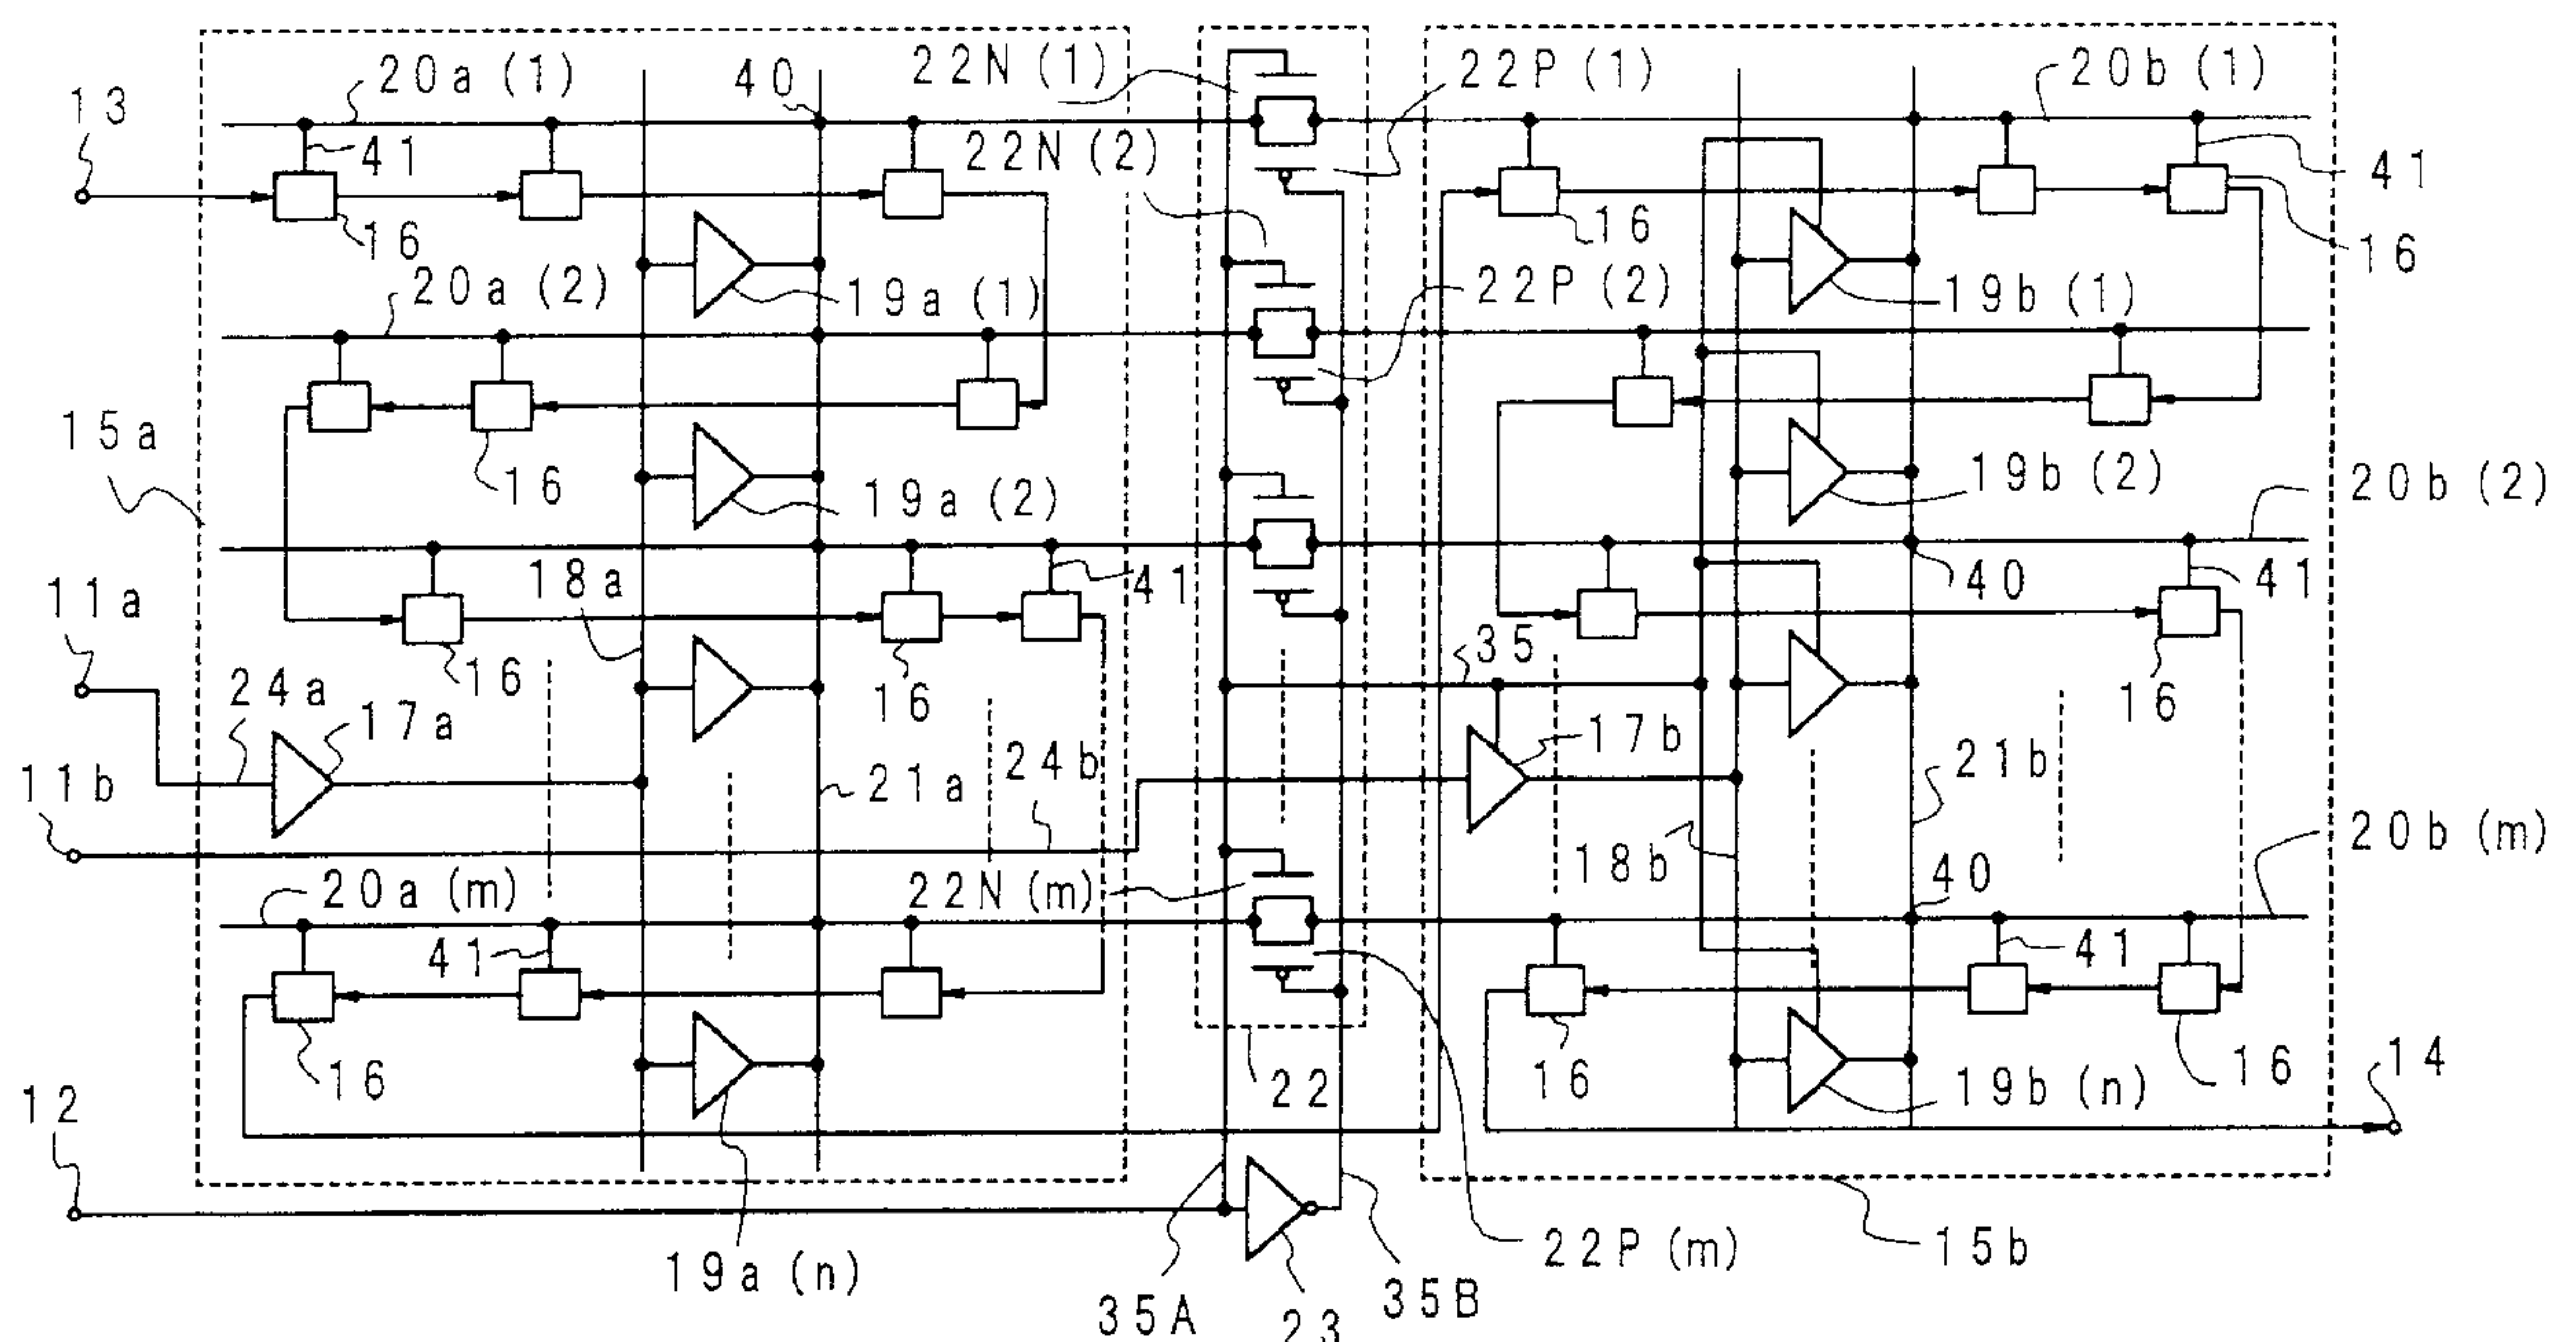 22N (1)
20a (1)
40
22P (1)
20b (1)
13
41
22N (2)
41
16
16
16
20a (2)
19a (1)
22P (2)
19b (1)
15a
16
19a (2)
19b (2)
20b (2)
11a
18a
41
40
41
24a
17a
16
16
35
16
11b
24b
17b
21a
21b
18b
20b (m)
20a (m)
22N (m)
40
41
41
16
22
16
16
14
12
19b (n)
19a (n)
22P (m)
15b
35A
23
35B